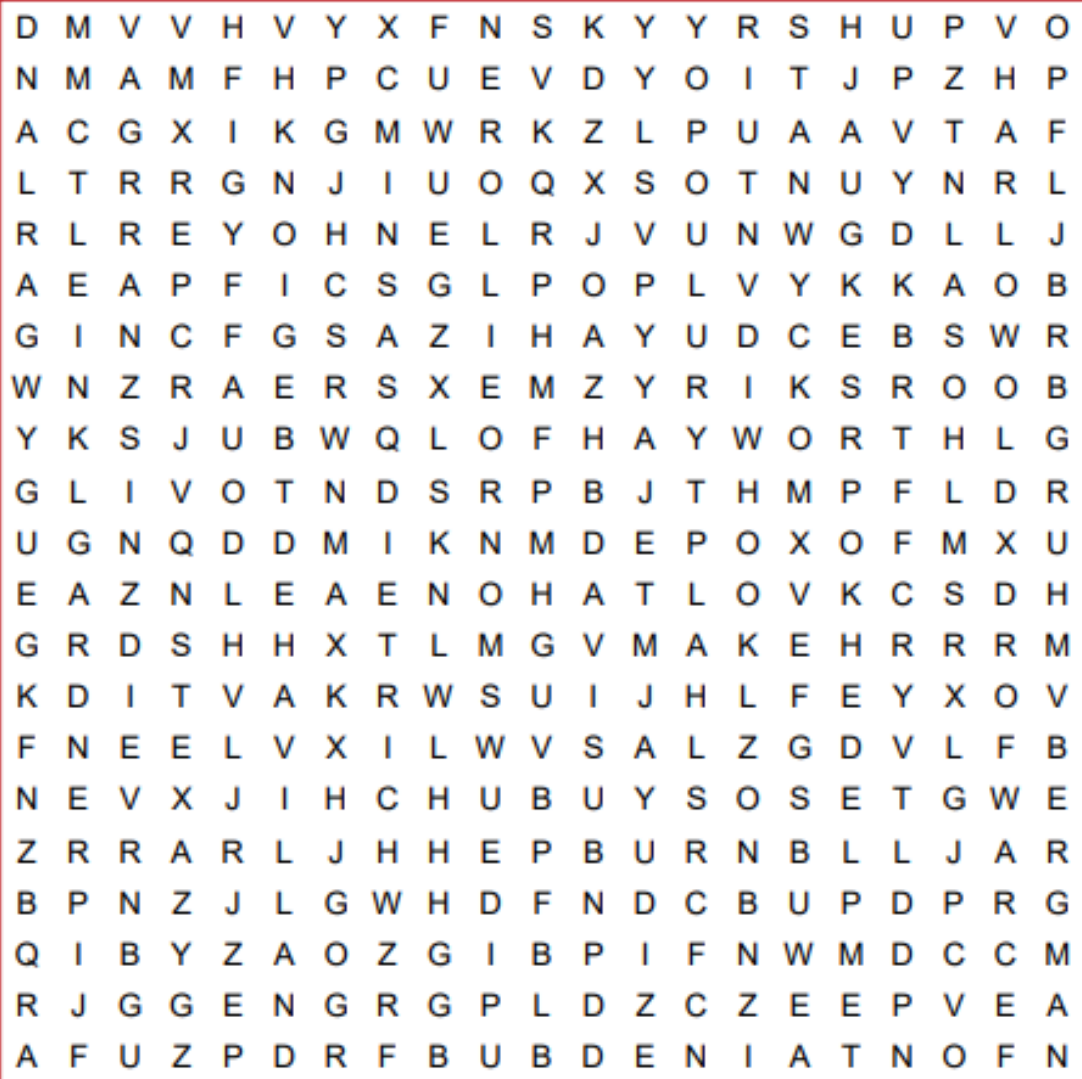 D M V V H V Y X F N S K Y Y R S H U P V O
N M A M F H P C U E V D Y O I T J P Z H P
A C G X I K G M W R K Z L P U A A V T A F
L T R R G N J I U O Q X S O T N U Y N R L
R L R E Y O H N E L R J V U N W G D L L J
A E A P F I C S G L P O P L V Y K K A O B
G I N C F G S A Z I H A Y U D C E B S W R
W N Z R A E R S X E M Z Y R I K S R O O B
Y K S J U B W Q L O F H A Y W O R T H L G
G L I V O T N D S R P B J T H M P F L D R
U G N Q D D M I K N M D E P O X O F M X U
E A Z N L E A E N O H A T L O V K C S D H
G R D S H H X T L M G V M A K E H R R R M
K D I T V A K R W S U I J H L F E Y X O V
F N E E L V X I L W V S A L Z G D V L F B
N E V X J I H C H U B U Y S O S E T G W E
Z R R A R L J H H E P B U R N B L L J A R
B P N Z J L G W H D F N D C B U P D P R G
Q I B Y Z A O Z G I B P I F N W M D C C M
R J G G E N G R G P L D Z C Z E E P V E A
A F U Z P D R F B U B D E N I A T N O F N